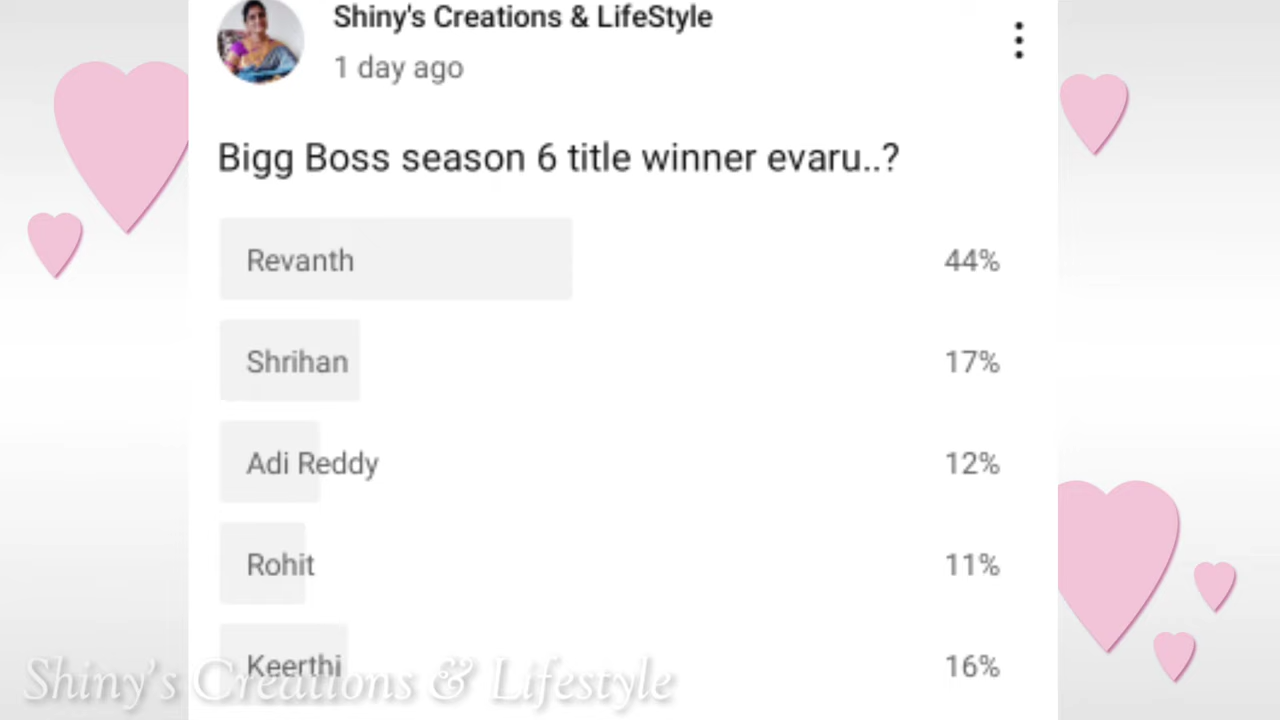 Shiny's Creations & LifeStyle
1 day ago
Bigg Boss season 6 title winner evaru..?
Revanth 44%
Shrihan 17%
Adi Reddy 12%
Rohit 11%
Keerthi 16%
Shiny's Creations & Lifestyle